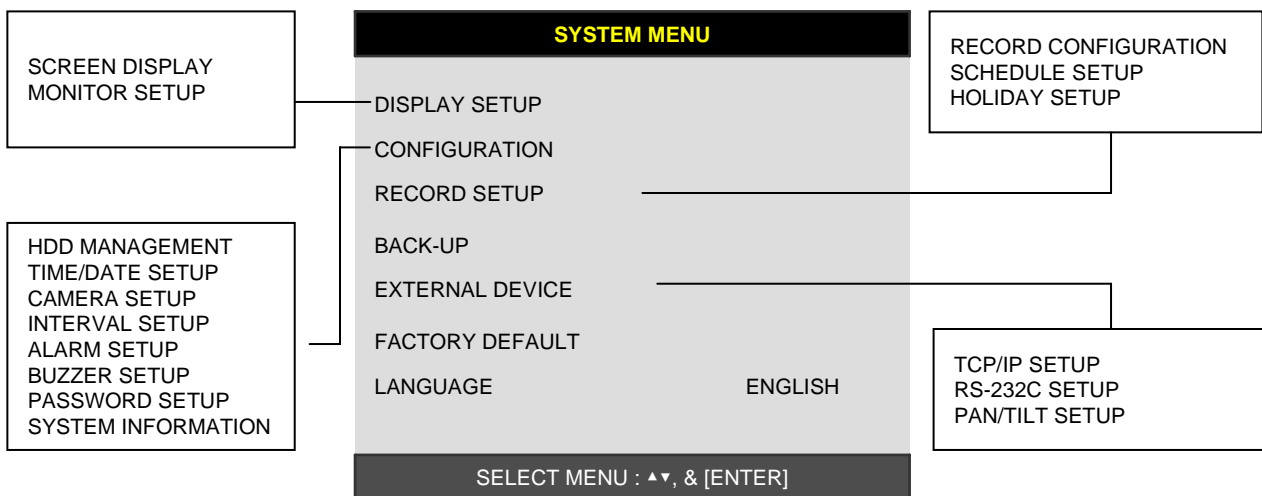 SYSTEM MENU
SCREEN DISPLAY
MONITOR SETUP
DISPLAY SETUP
CONFIGURATION
RECORD SETUP
BACK-UP
EXTERNAL DEVICE
FACTORY DEFAULT
LANGUAGE ENGLISH
SELECT MENU : ▲▼, & [ENTER]
HDD MANAGEMENT
TIME/DATE SETUP
CAMERA SETUP
INTERVAL SETUP
ALARM SETUP
BUZZER SETUP
PASSWORD SETUP
SYSTEM INFORMATION
RECORD CONFIGURATION
SCHEDULE SETUP
HOLIDAY SETUP
TCP/IP SETUP
RS-232C SETUP
PAN/TILT SETUP